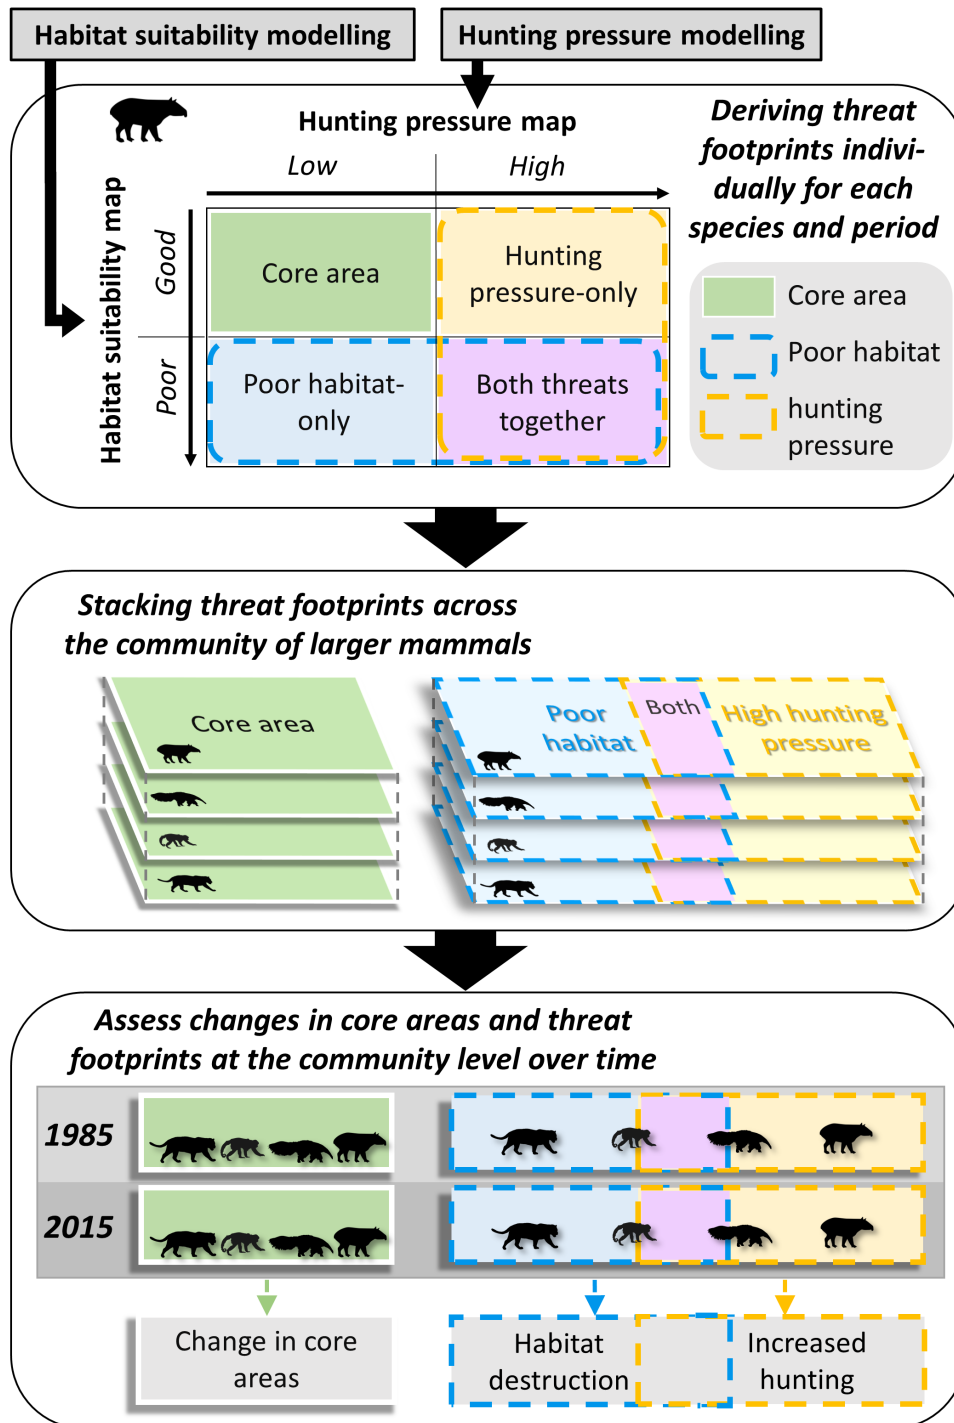 Habitat suitability modelling
Hunting pressure modelling
Hunting pressure map
Low
High
Deriving threat
footprints indivi-
dually for each
species and period
Habitat suitability map
Good
Poor
Core area
Hunting
pressure-only
Poor habitat-
only
Both threats
together
Core area
Poor habitat
hunting
pressure
Stacking threat footprints across
the community of larger mammals
Core area
Poor
habitat
Both
High hunting
pressure
Assess changes in core areas and threat
footprints at the community level over time
1985
2015
Change in core
areas
Habitat
destruction
Increased
hunting